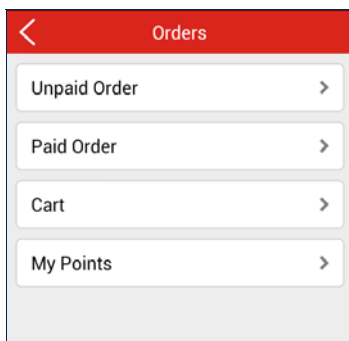 Orders
Unpaid Order
Paid Order
Cart
My Points